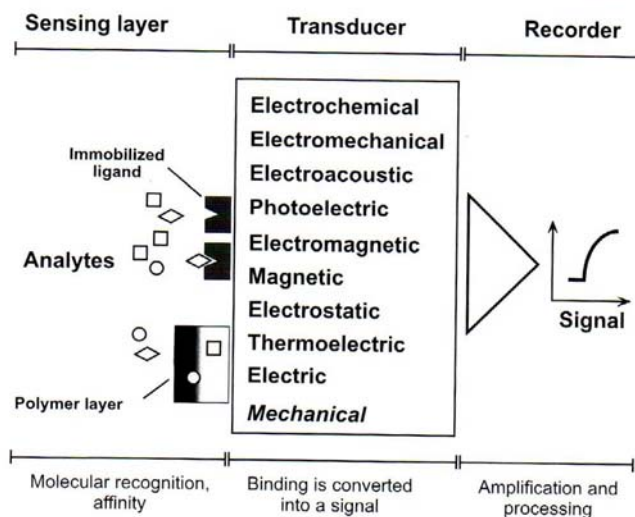 Sensing layer
Transducer
Recorder
Immobilized
ligand
Analytes
Polymer layer
Electrochemical
Electromechanical
Electroacoustic
Photoelectric
Electromagnetic
Magnetic
Electrostatic
Thermoelectric
Electric
Mechanical
Signal
Molecular recognition,
affinity
Binding is converted
into a signal
Amplification and
processing